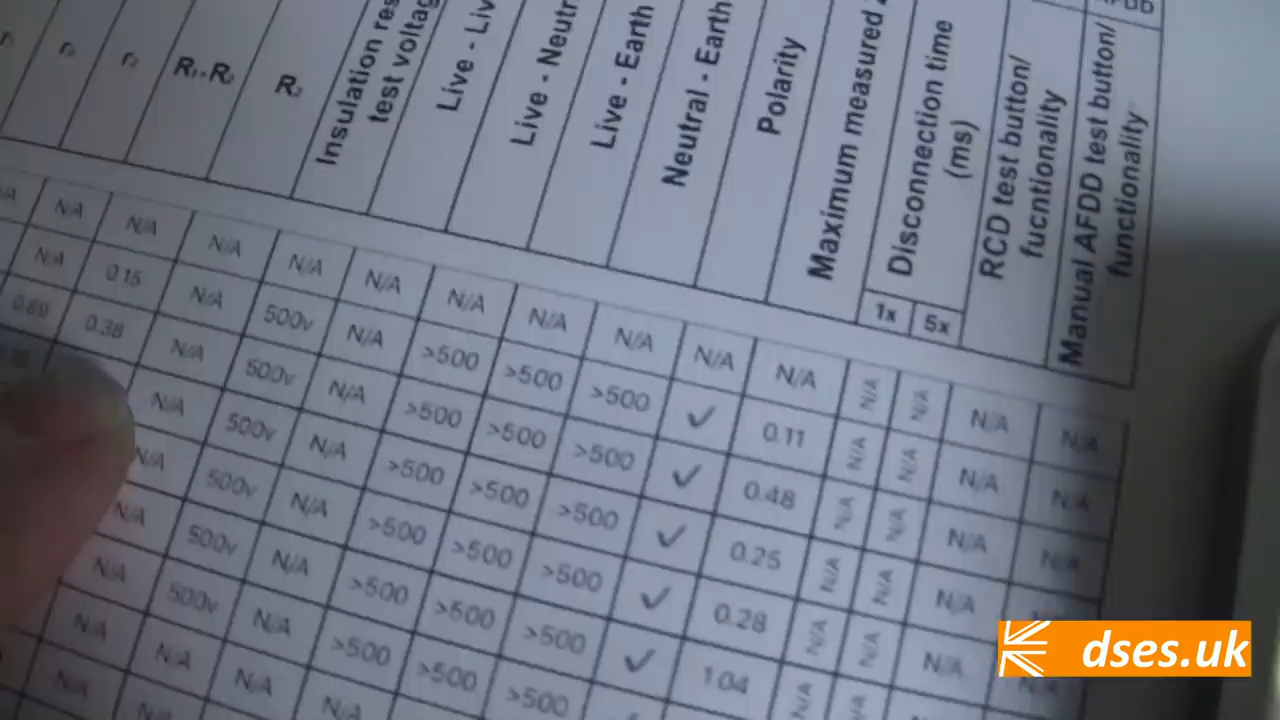 r₂
R₁+R₂
R₂
Insulation res
test voltag
Live - Liv
Live - Neutr
Live - Earth
Neutral - Earth
Polarity
Maximum measured
Disconnection time
(ms)
1x
5x
RCD test button/
fucntionality
Manual AFDD test button/
functionality
N/A N/A N/A N/A N/A N/A N/A N/A N/A N/A N/A N/A N/A N/A
N/A 0.15 N/A 500v N/A >500 >500 >500 ✓ 0.11 N/A N/A N/A N/A
0.38 N/A 500v N/A >500 >500 >500 ✓ 0.48 N/A N/A N/A N/A
N/A 500v N/A >500 >500 >500 ✓ 0.25 N/A N/A N/A
N/A 500v N/A >500 >500 >500 ✓ 0.28 N/A N/A N/A
N/A 500v N/A >500 >500 >500 ✓ 1.04 N/A N/A
N/A 500v N/A >500 >500 >500
N/A N/A N/A
N/A
dses.uk